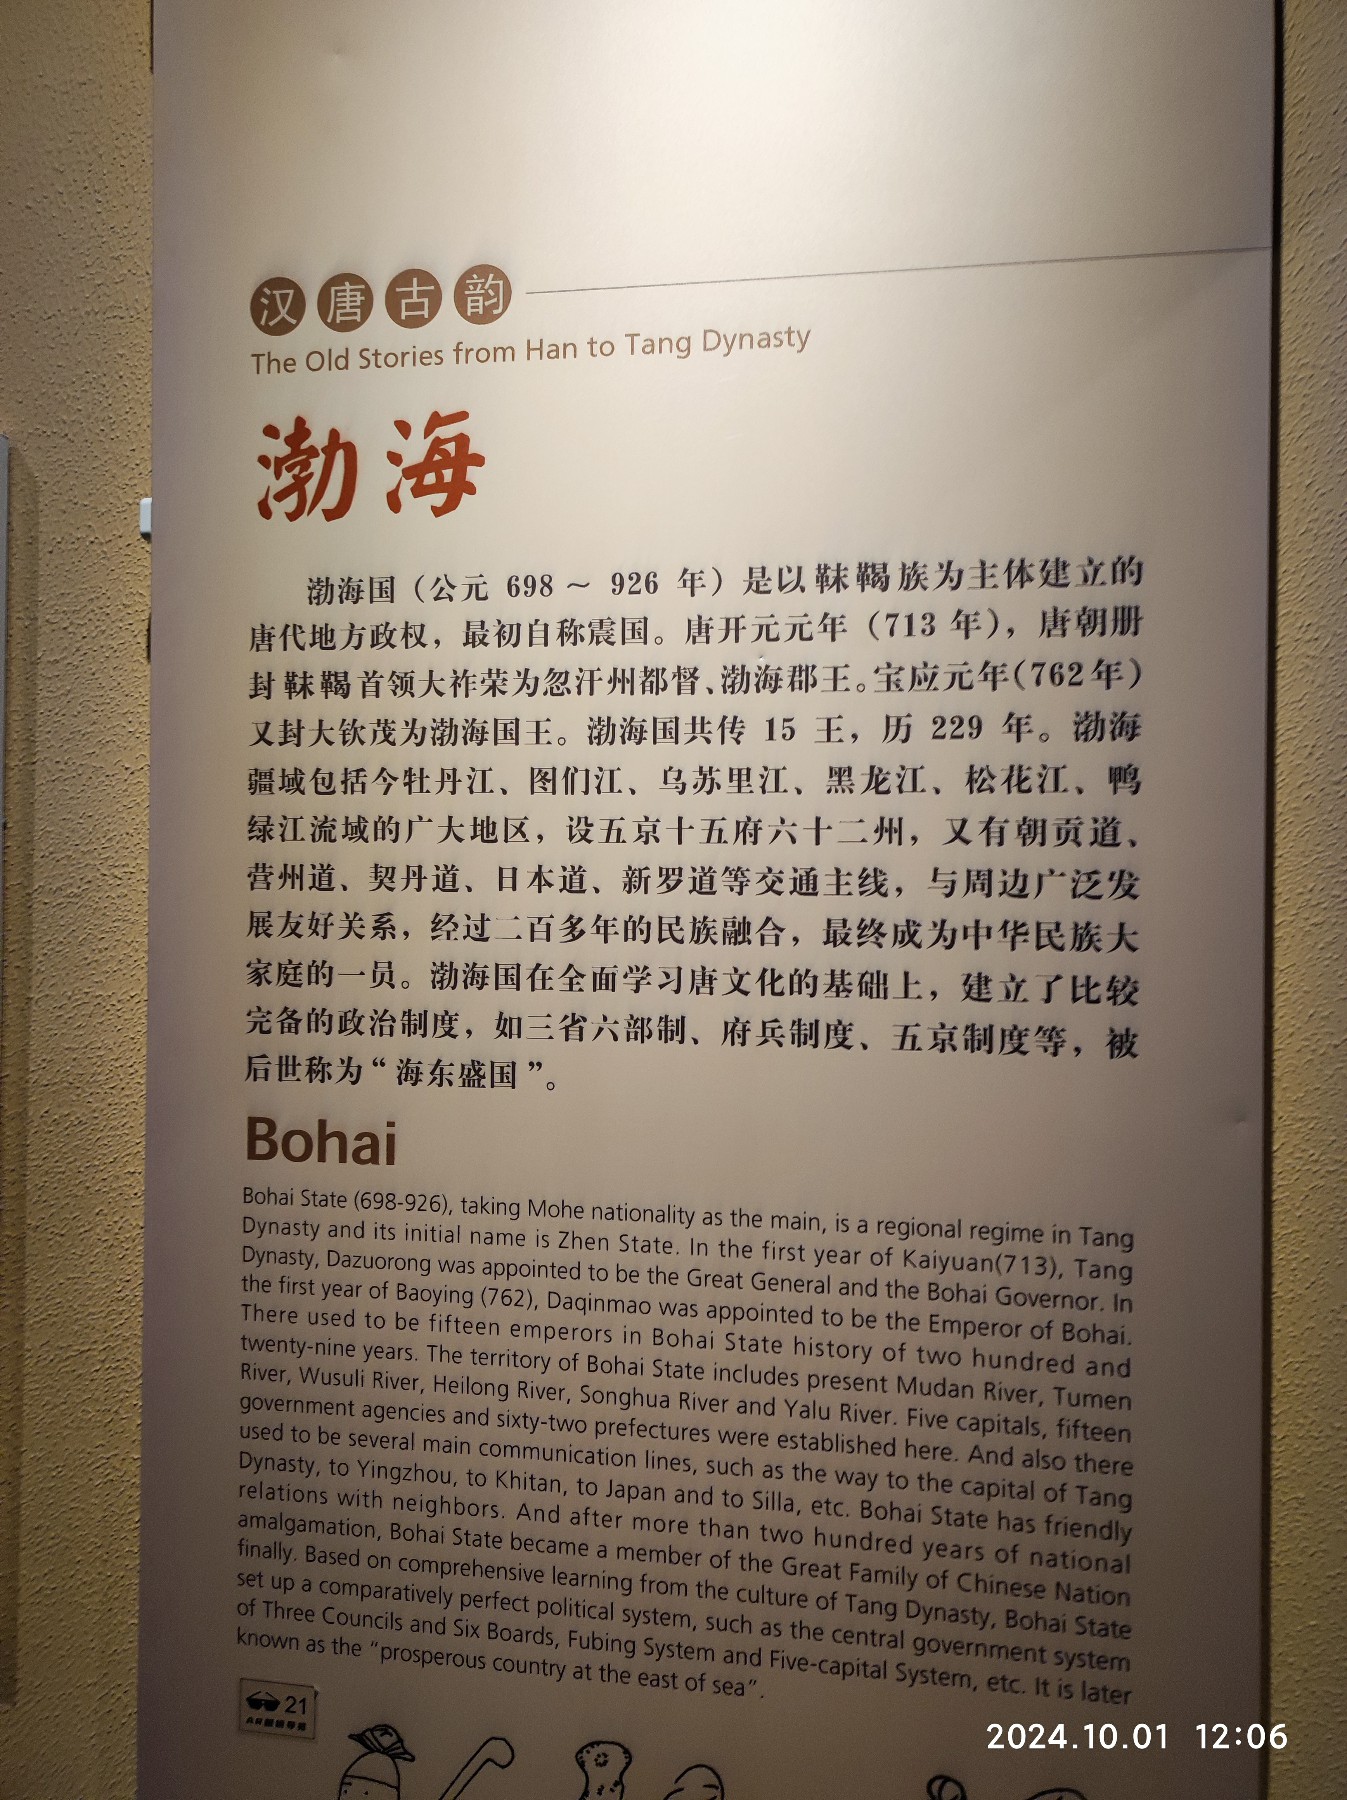 汉唐古韵
The Old Stories from Han to Tang Dynasty
渤海
渤海国（公元 698～ 926 年）是以靺鞨族为主体建立的
唐代地方政权，最初自称震国。唐开元元年（713 年），唐朝册
封靺鞨首领大祚荣为忽汗州都督、渤海郡王。宝应元年（762年）
又封大钦茂为渤海国王。渤海国共传 15 王，历 229 年。渤海
疆域包括今牡丹江、图们江、乌苏里江、黑龙江、松花江、鸭
绿江流域的广大地区，设五京十五府六十二州，又有朝贡道、
营州道、契丹道、日本道、新罗道等交通主线，与周边广泛发
展友好关系，经过二百多年的民族融合，最终成为中华民族大
家庭的一员。渤海国在全面学习唐文化的基础上，建立了比较
完备的政治制度，如三省六部制、府兵制度、五京制度等，被
后世称为“海东盛国”。
Bohai
Bohai State (698-926), taking Mohe nationality as the main, is a regional regime in Tang
Dynasty and its initial name is Zhen State. In the first year of Kaiyuan(713), Tang
Dynasty, Dazuorong was appointed to be the Great General and the Bohai Governor. In
the first year of Baoying (762), Daqinmao was appointed to be the Emperor of Bohai.
There used to be fifteen emperors in Bohai State history of two hundred and
twenty-nine years. The territory of Bohai State includes present Mudan River, Tumen
River, Wusuli River, Heilong River, Songhua River and Yalu River. Five capitals, fifteen
government agencies and sixty-two prefectures were established here. And also there
used to be several main communication lines, such as the way to the capital of Tang
Dynasty, to Yingzhou, to Khitan, to Japan and to Silla, etc. Bohai State has friendly
relations with neighbors. And after more than two hundred years of national
amalgamation, Bohai State became a member of the Great Family of Chinese Nation
finally. Based on comprehensive learning from the culture of Tang Dynasty, Bohai State
set up a comparatively perfect political system, such as the central government system
of Three Councils and Six Boards, Fubing System and Five-capital System, etc. It is later
known as the “prosperous country at the east of sea”.
21
2024.10.01 12:06